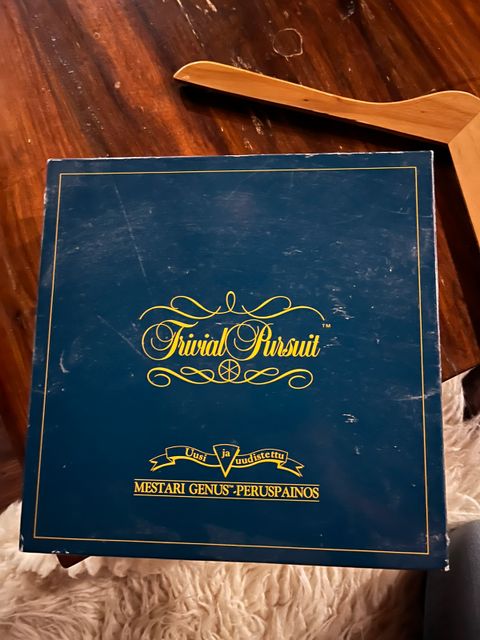 Trivial Pursuit™
Uusi ja uudistettu
MESTARI GENUS™-PERUSPAINOS